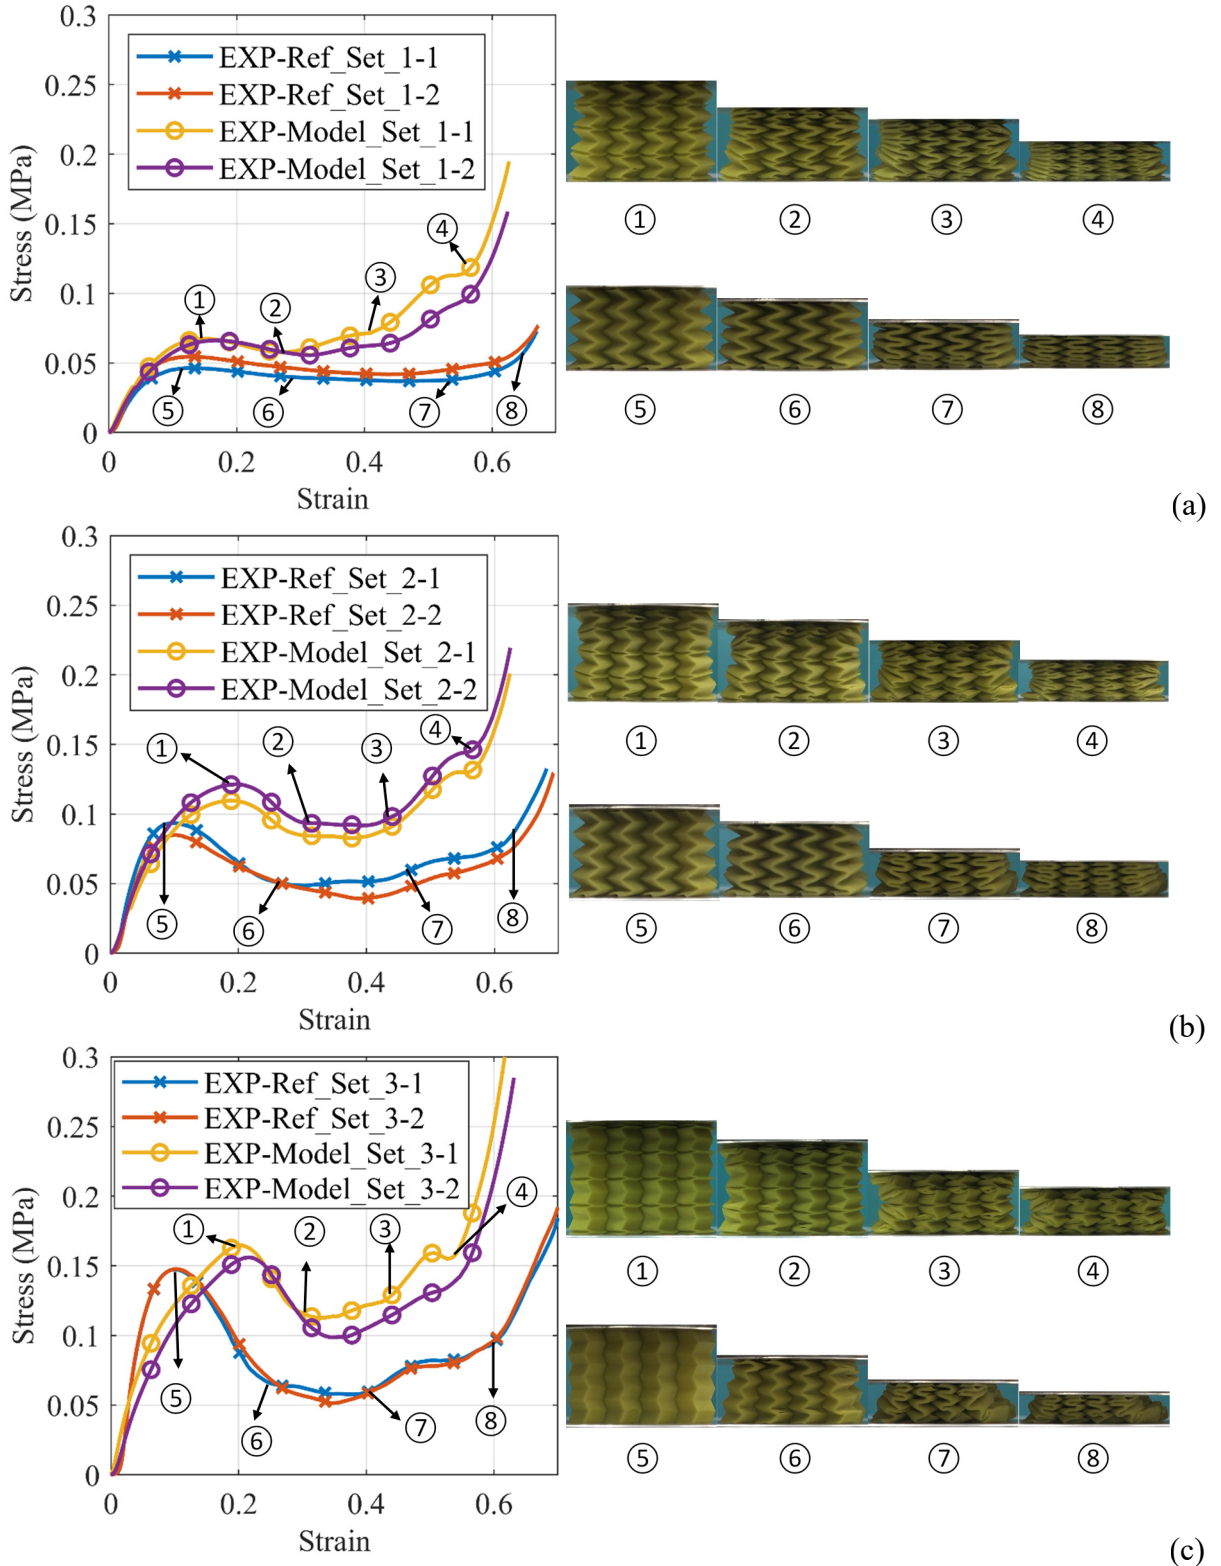 0.3
0.25
0.2
0.15
0.1
0.05
0
Stress (MPa)
EXP-Ref_Set_1-1
EXP-Ref_Set_1-2
EXP-Model_Set_1-1
EXP-Model_Set_1-2
① ② ③ ④
⑤ ⑥ ⑦ ⑧
0 0.2 0.4 0.6
Strain
① ② ③ ④
⑤ ⑥ ⑦ ⑧
(a)
0.3
0.25
0.2
0.15
0.1
0.05
0
Stress (MPa)
EXP-Ref_Set_2-1
EXP-Ref_Set_2-2
EXP-Model_Set_2-1
EXP-Model_Set_2-2
① ② ③ ④
⑤ ⑥ ⑦ ⑧
0 0.2 0.4 0.6
Strain
① ② ③ ④
⑤ ⑥ ⑦ ⑧
(b)
0.3
0.25
0.2
0.15
0.1
0.05
0
Stress (MPa)
EXP-Ref_Set_3-1
EXP-Ref_Set_3-2
EXP-Model_Set_3-1
EXP-Model_Set_3-2
① ② ③ ④
⑤ ⑥ ⑦ ⑧
0 0.2 0.4 0.6
Strain
① ② ③ ④
⑤ ⑥ ⑦ ⑧
(c)